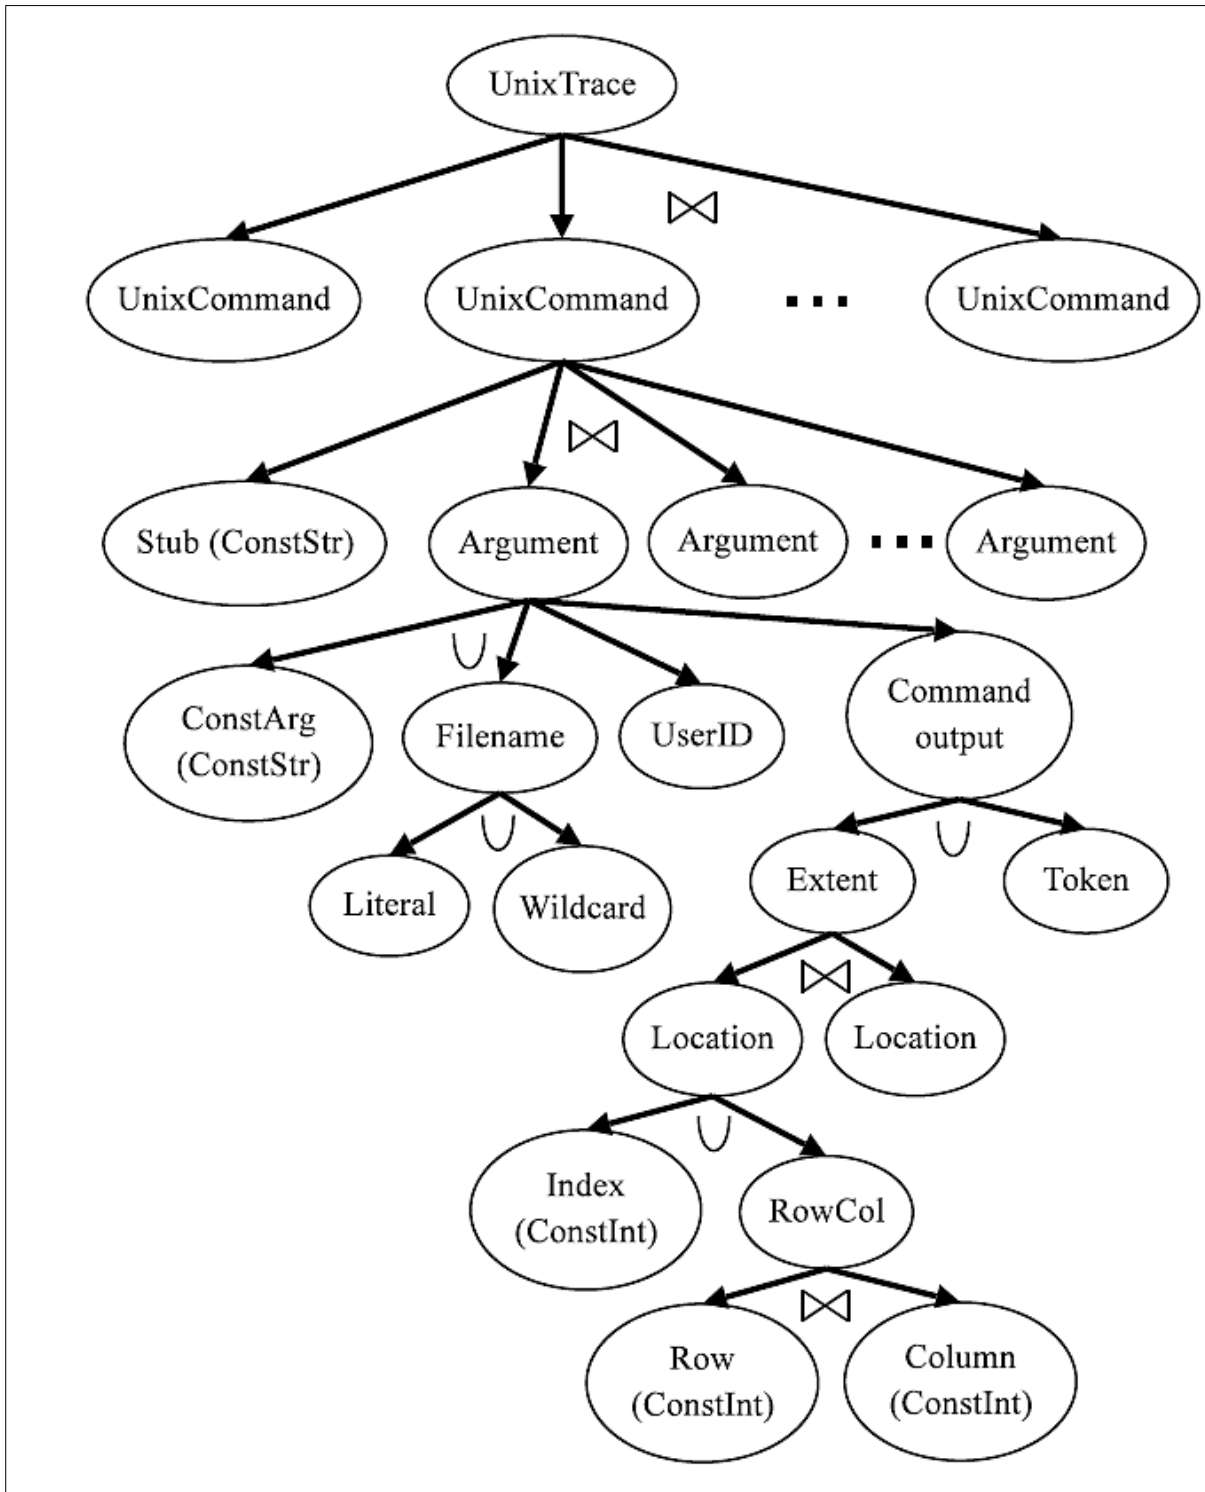 UnixTrace
⋈
UnixCommand
UnixCommand
...
UnixCommand
⋈
Stub (ConstStr)
Argument
Argument
...
Argument
∪
ConstArg
(ConstStr)
Filename
UserID
Command
output
∪
∪
Literal
Wildcard
Extent
Token
⋈
Location
Location
∪
Index
(ConstInt)
RowCol
⋈
Row
(ConstInt)
Column
(ConstInt)